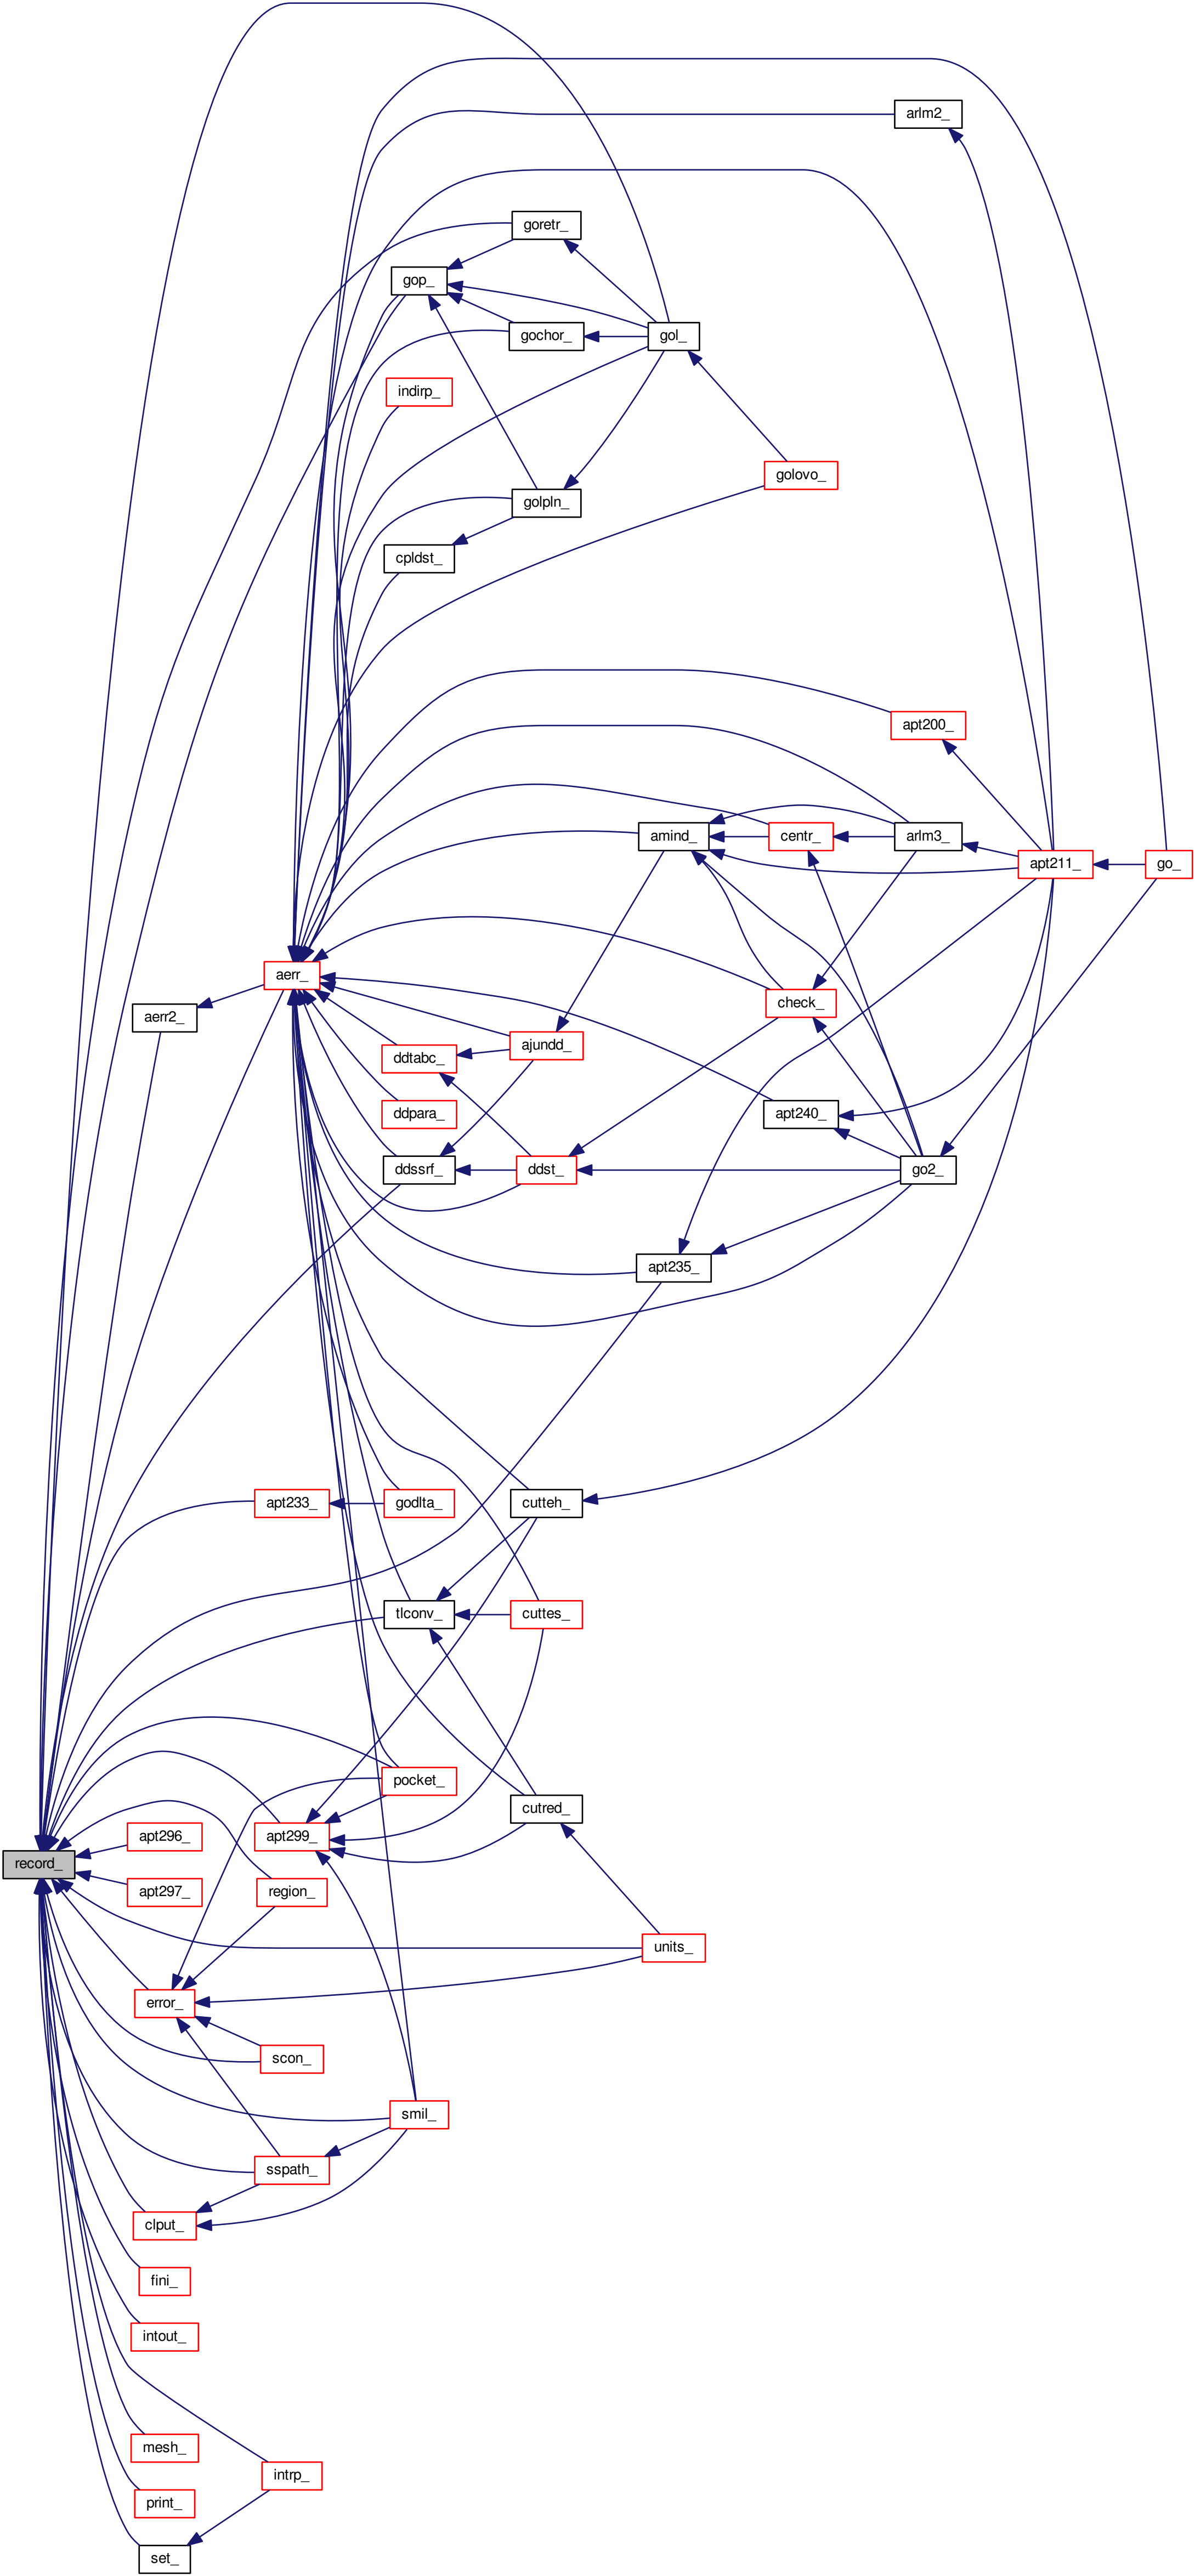 arlm2_
goretr_
gop_
gochor_
gol_
indirp_
golovo_
golpln_
cpldst_
apt200_
amind_
centr_
arlm3_
apt211_
go_
aerr_
check_
aerr2_
ajundd_
ddtabc_
ddpara_
apt240_
ddssrf_
ddst_
go2_
apt235_
apt233_
godlta_
cutteh_
tlconv_
cuttes_
pocket_
cutred_
apt296_
apt299_
record_
apt297_
region_
units_
error_
scon_
smil_
sspath_
clput_
fini_
intout_
mesh_
intrp_
print_
set_